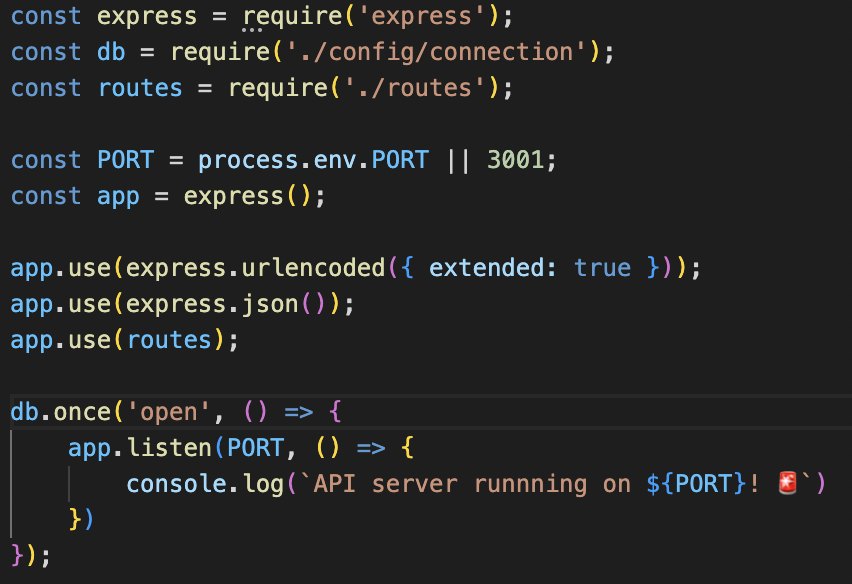 const express = require('express');
const db = require('./config/connection');
const routes = require('./routes');
const PORT = process.env.PORT || 3001;
const app = express();
app.use(express.urlencoded({ extended: true }));
app.use(express.json());
app.use(routes);
db.once('open', () => {
    app.listen(PORT, () => {
        console.log(`API server runnning on ${PORT}! 🚨`)
    })
});